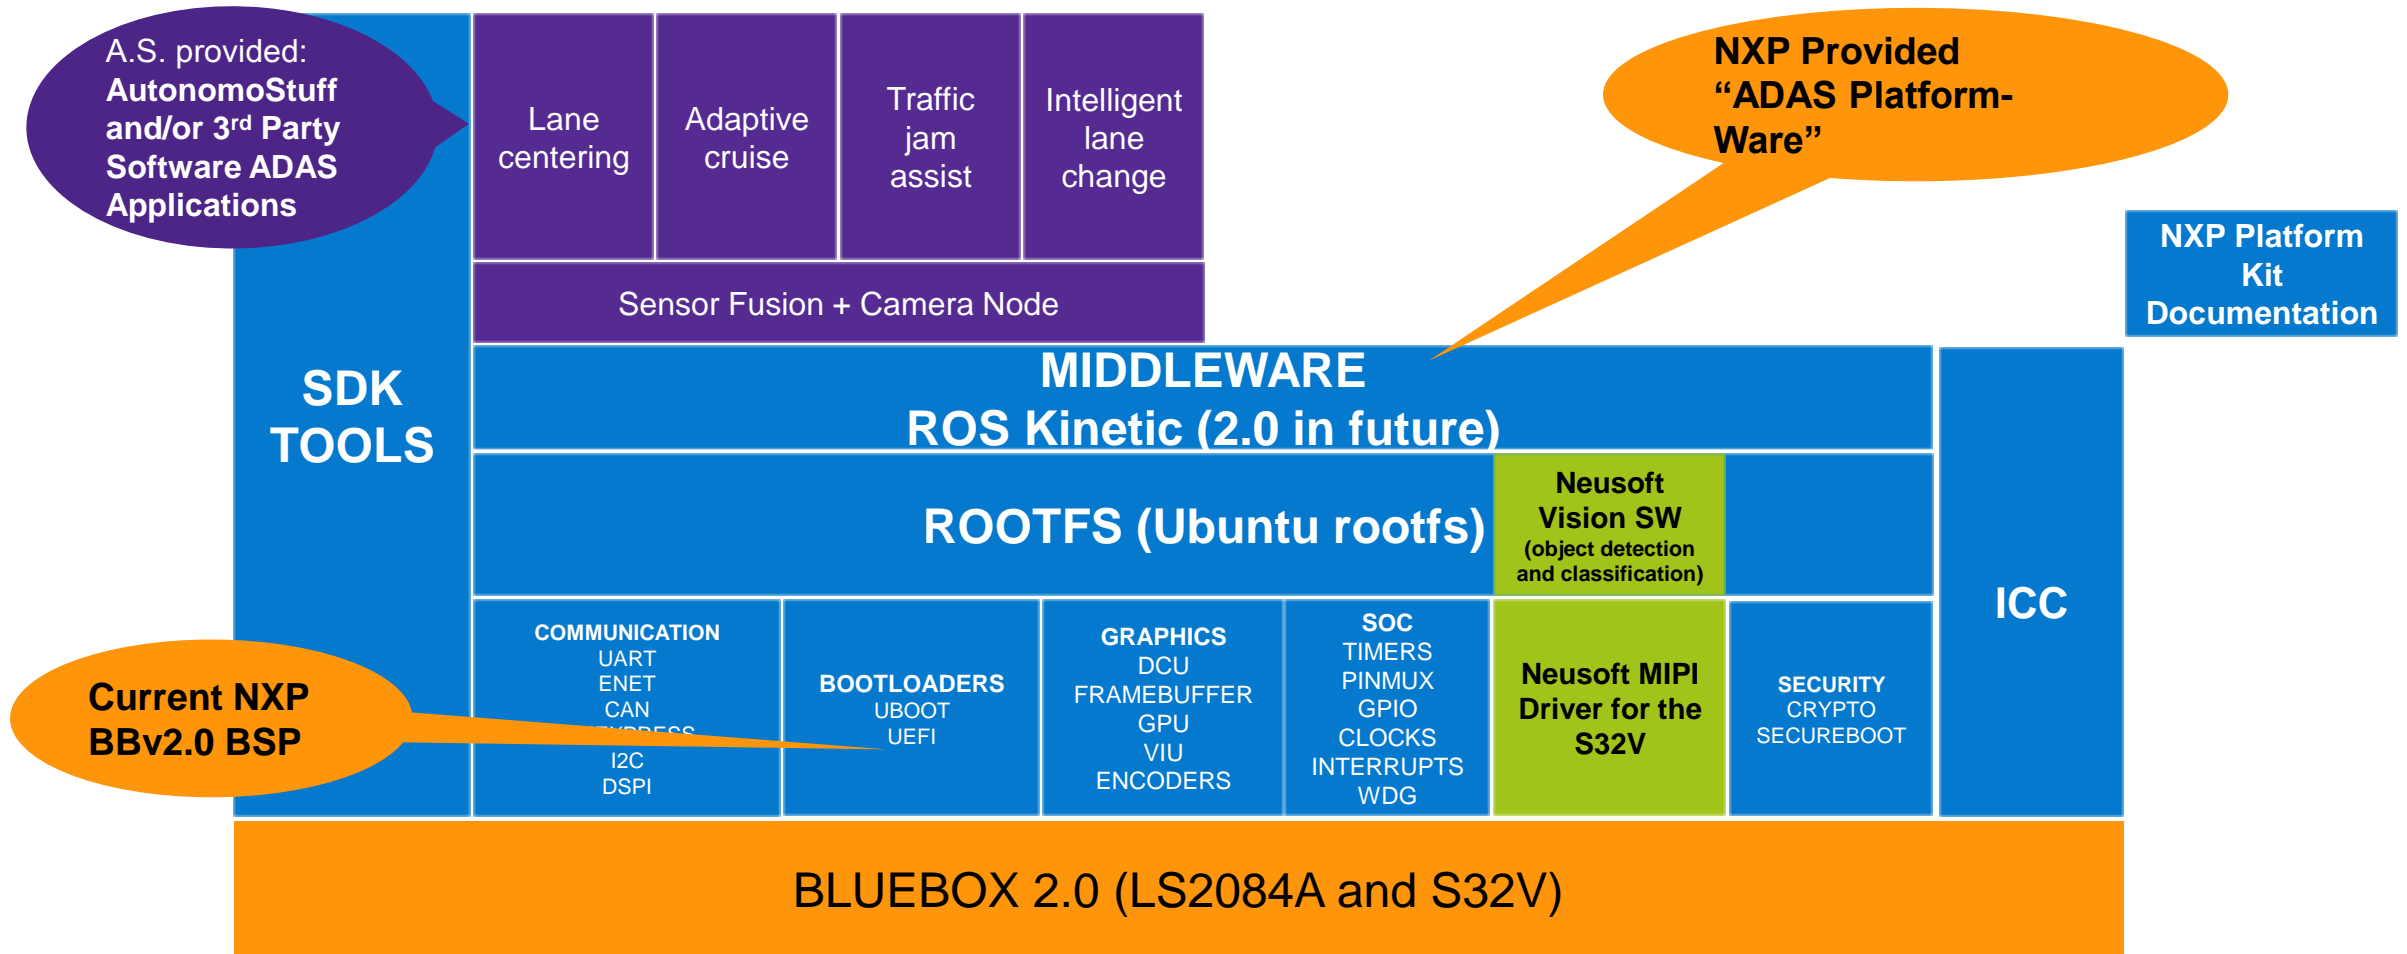 A.S. provided:
AutonomoStuff
and/or 3rd Party
Software ADAS
Applications
Lane
centering
Adaptive
cruise
Traffic
jam
assist
Intelligent
lane
change
NXP Provided
“ADAS Platform-
Ware”
NXP Platform
Kit
Documentation
Sensor Fusion + Camera Node
SDK
TOOLS
MIDDLEWARE
ROS Kinetic (2.0 in future)
ROOTFS (Ubuntu rootfs)
Neusoft
Vision SW
(object detection
and classification)
ICC
Current NXP
BBv2.0 BSP
COMMUNICATION
UART
ENET
CAN
I2C
DSPI
BOOTLOADERS
UBOOT
UEFI
GRAPHICS
DCU
FRAMEBUFFER
GPU
VIU
ENCODERS
SOC
TIMERS
PINMUX
GPIO
CLOCKS
INTERRUPTS
WDG
Neusoft MIPI
Driver for the
S32V
SECURITY
CRYPTO
SECUREBOOT
BLUEBOX 2.0 (LS2084A and S32V)